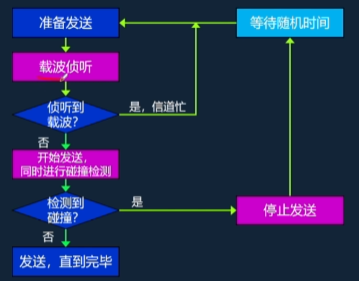 准备发送
等待随机时间
载波侦听
侦听到
载波?
是，信道忙
否
开始发送，
同时进行碰撞检测
检测到
碰撞?
是
停止发送
否
发送，直到完毕